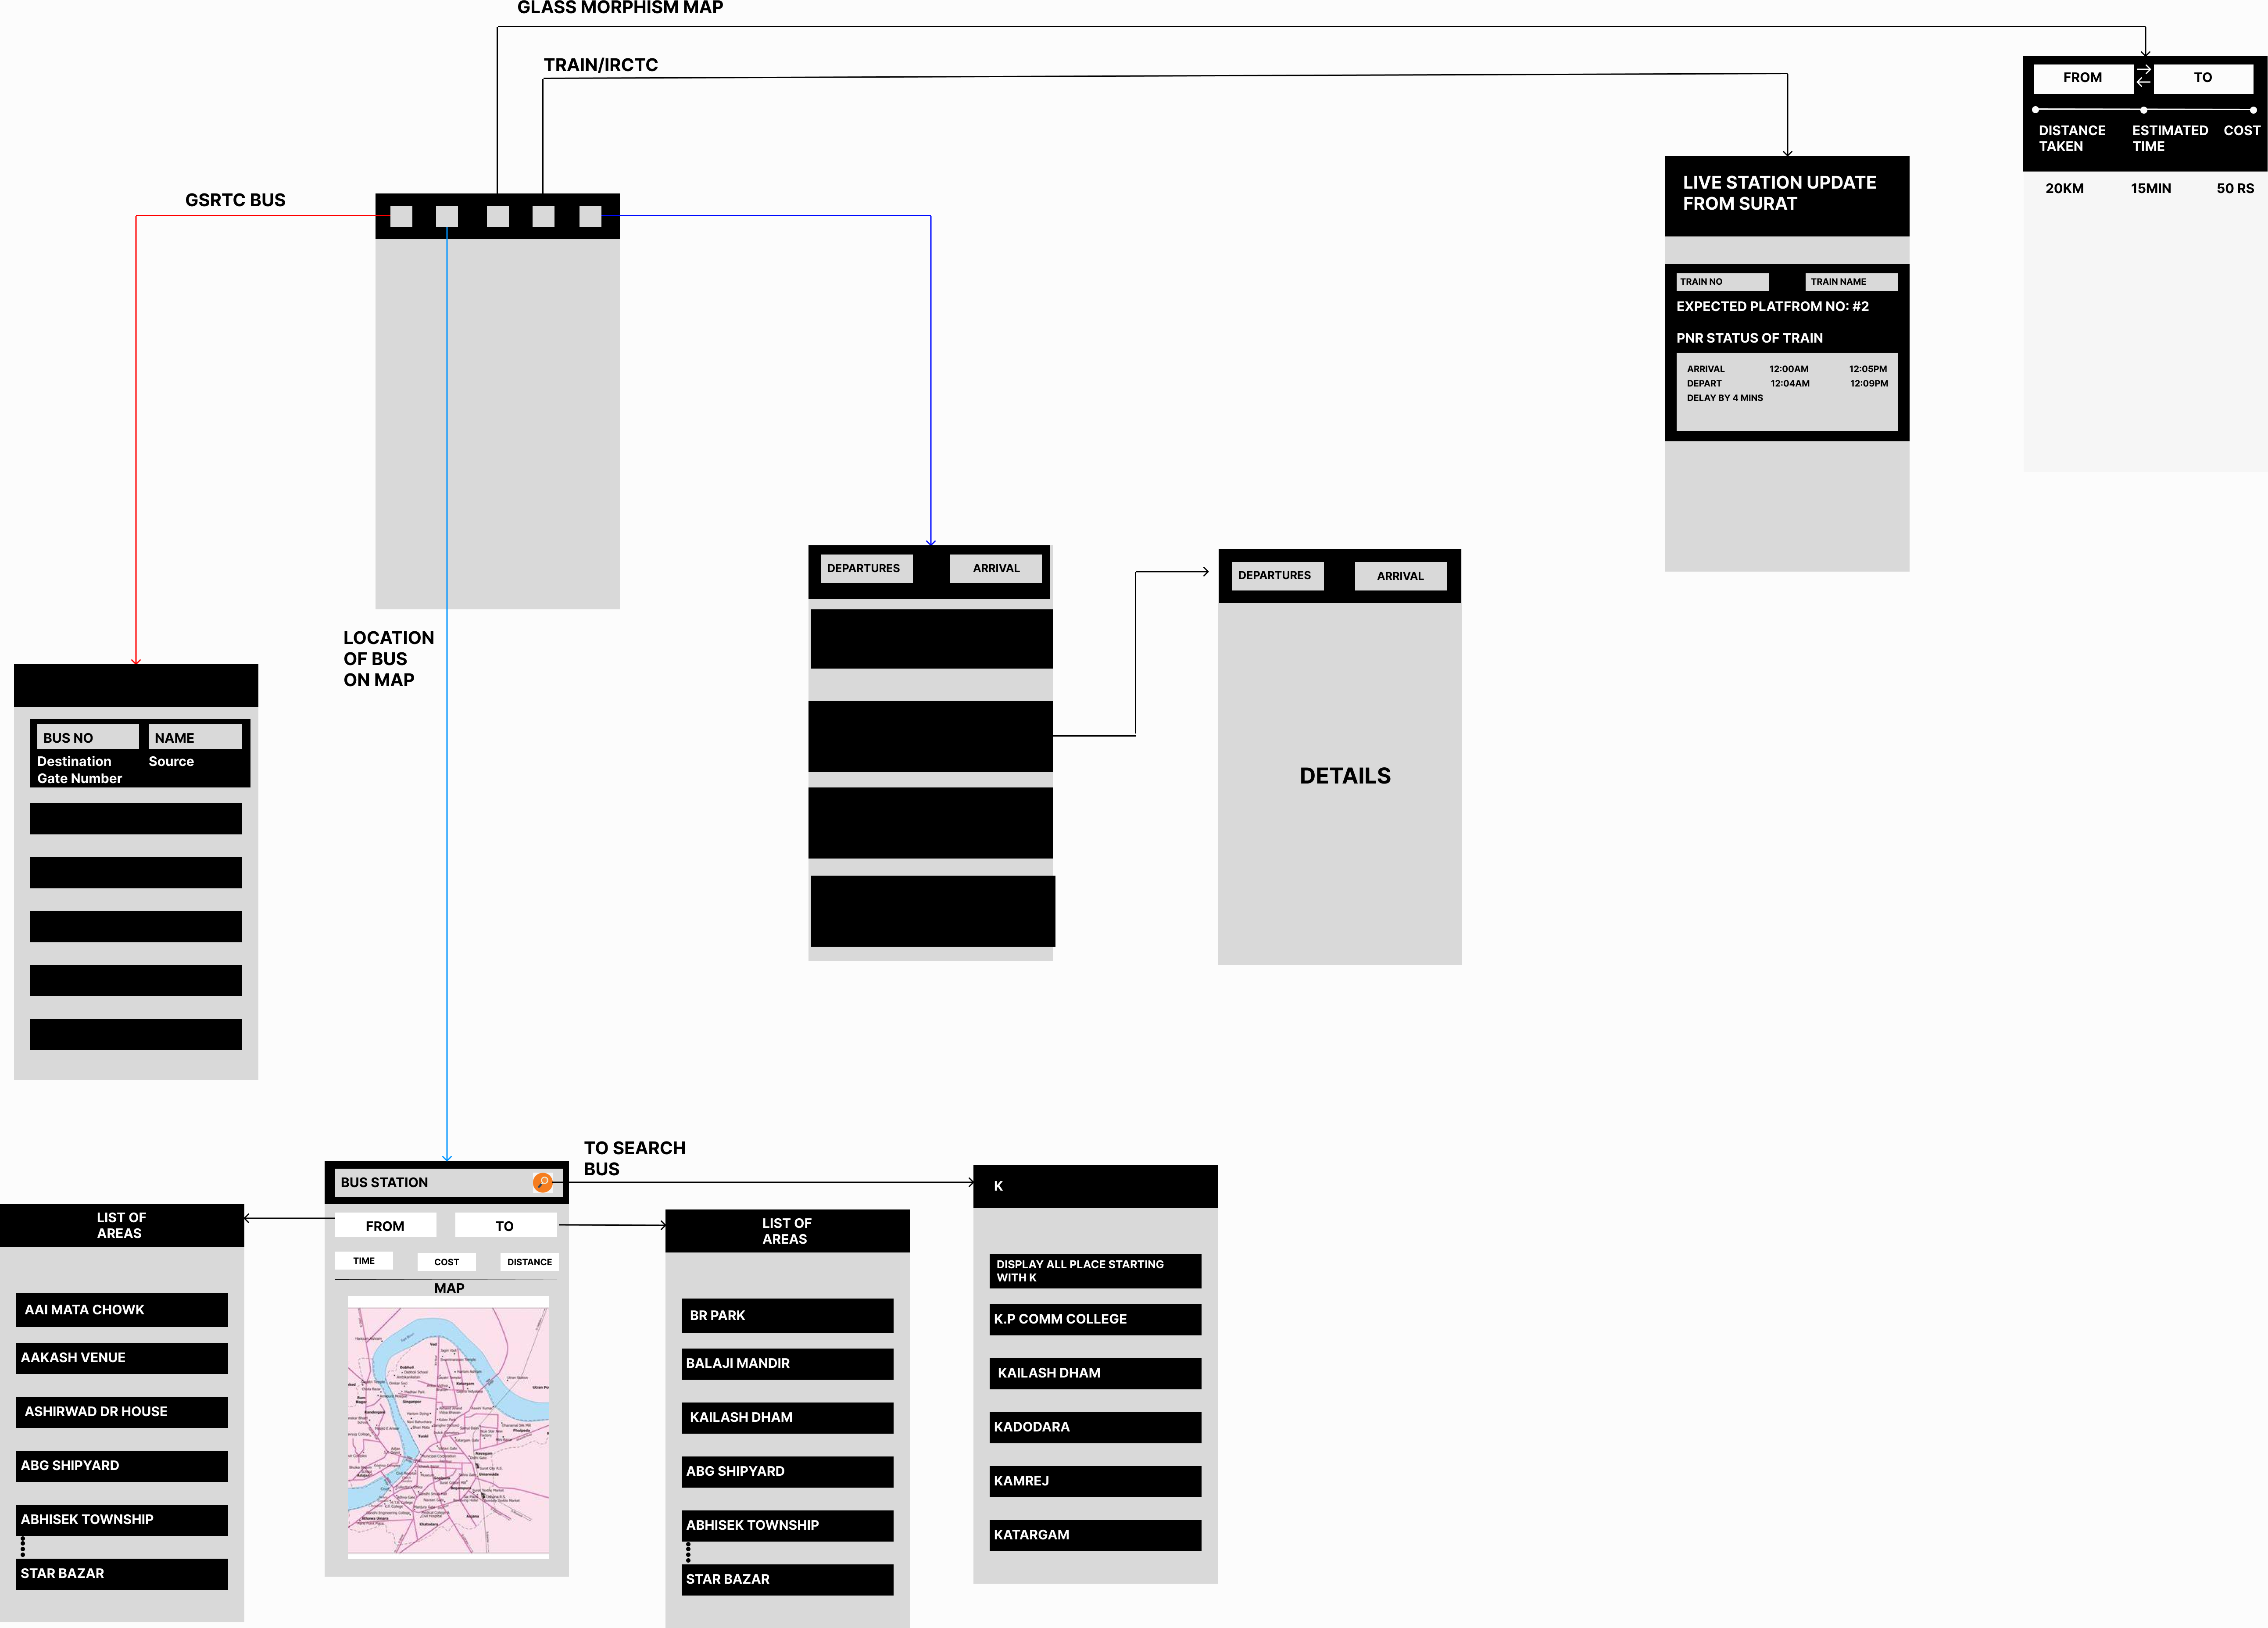 GLASS MORPHISM MAP
TRAIN/IRCTC
GSRTC BUS
FROM
TO
DISTANCE
TAKEN
ESTIMATED
TIME
COST
20KM
15MIN
50 RS
LIVE STATION UPDATE
FROM SURAT
TRAIN NO
TRAIN NAME
EXPECTED PLATFROM NO: #2
PNR STATUS OF TRAIN
ARRIVAL 12:00AM 12:05PM
DEPART 12:04AM 12:09PM
DELAY BY 4 MINS
LOCATION
OF BUS
ON MAP
DEPARTURES
ARRIVAL
DEPARTURES
ARRIVAL
DETAILS
BUS NO
NAME
Destination
Source
Gate Number
TO SEARCH
BUS
BUS STATION
FROM
TO
TIME
COST
DISTANCE
MAP
LIST OF
AREAS
AAI MATA CHOWK
AAKASH VENUE
ASHIRWAD DR HOUSE
ABG SHIPYARD
ABHISEK TOWNSHIP
STAR BAZAR
LIST OF
AREAS
BR PARK
BALAJI MANDIR
KAILASH DHAM
ABG SHIPYARD
ABHISEK TOWNSHIP
STAR BAZAR
K
DISPLAY ALL PLACE STARTING
WITH K
K.P COMM COLLEGE
KAILASH DHAM
KADODARA
KAMREJ
KATARGAM